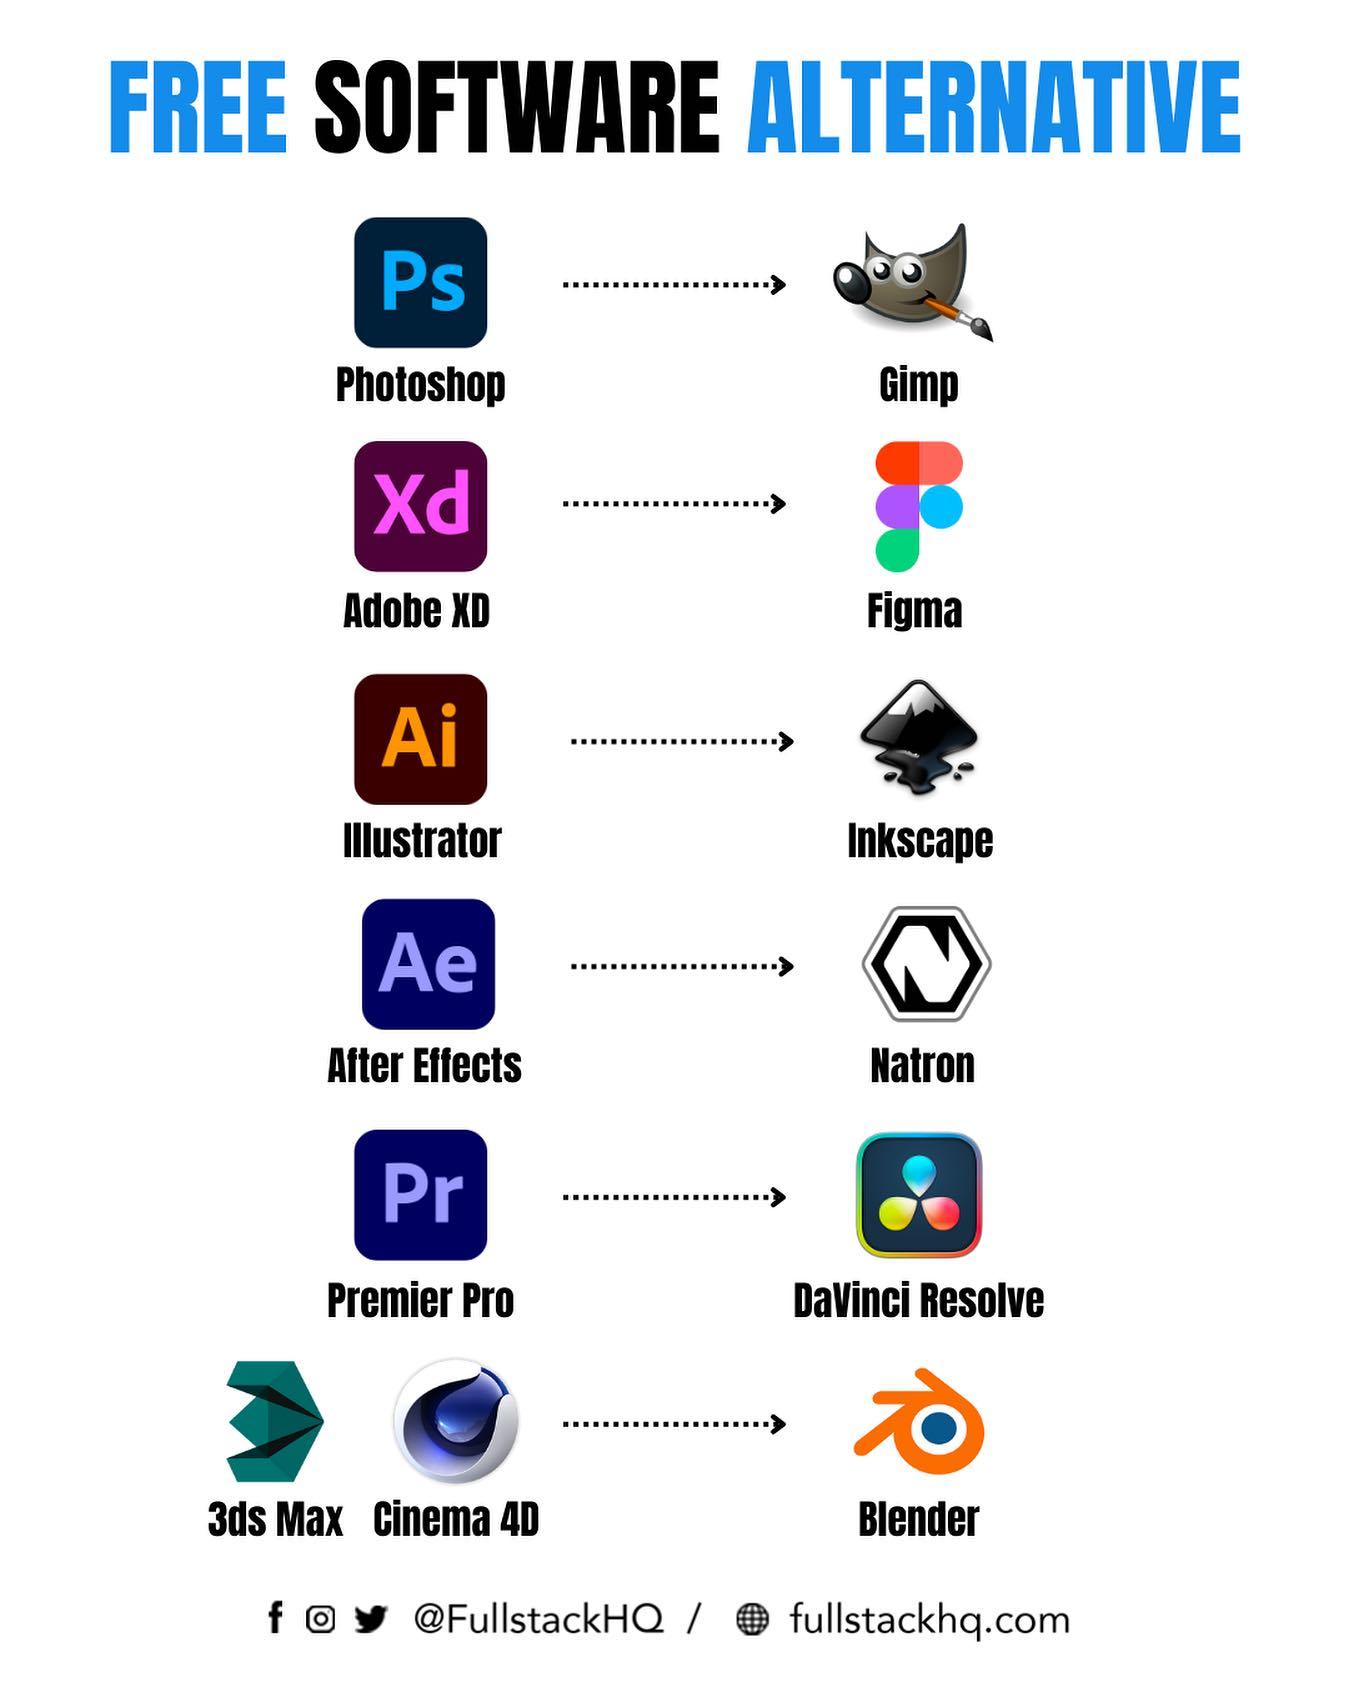 FREE SOFTWARE ALTERNATIVE
Ps
Photoshop
Gimp
Xd
Adobe XD
Figma
Ai
Illustrator
Inkscape
Ae
After Effects
Natron
Pr
Premier Pro
DaVinci Resolve
3ds Max
Cinema 4D
Blender
@FullstackHQ / fullstackhq.com